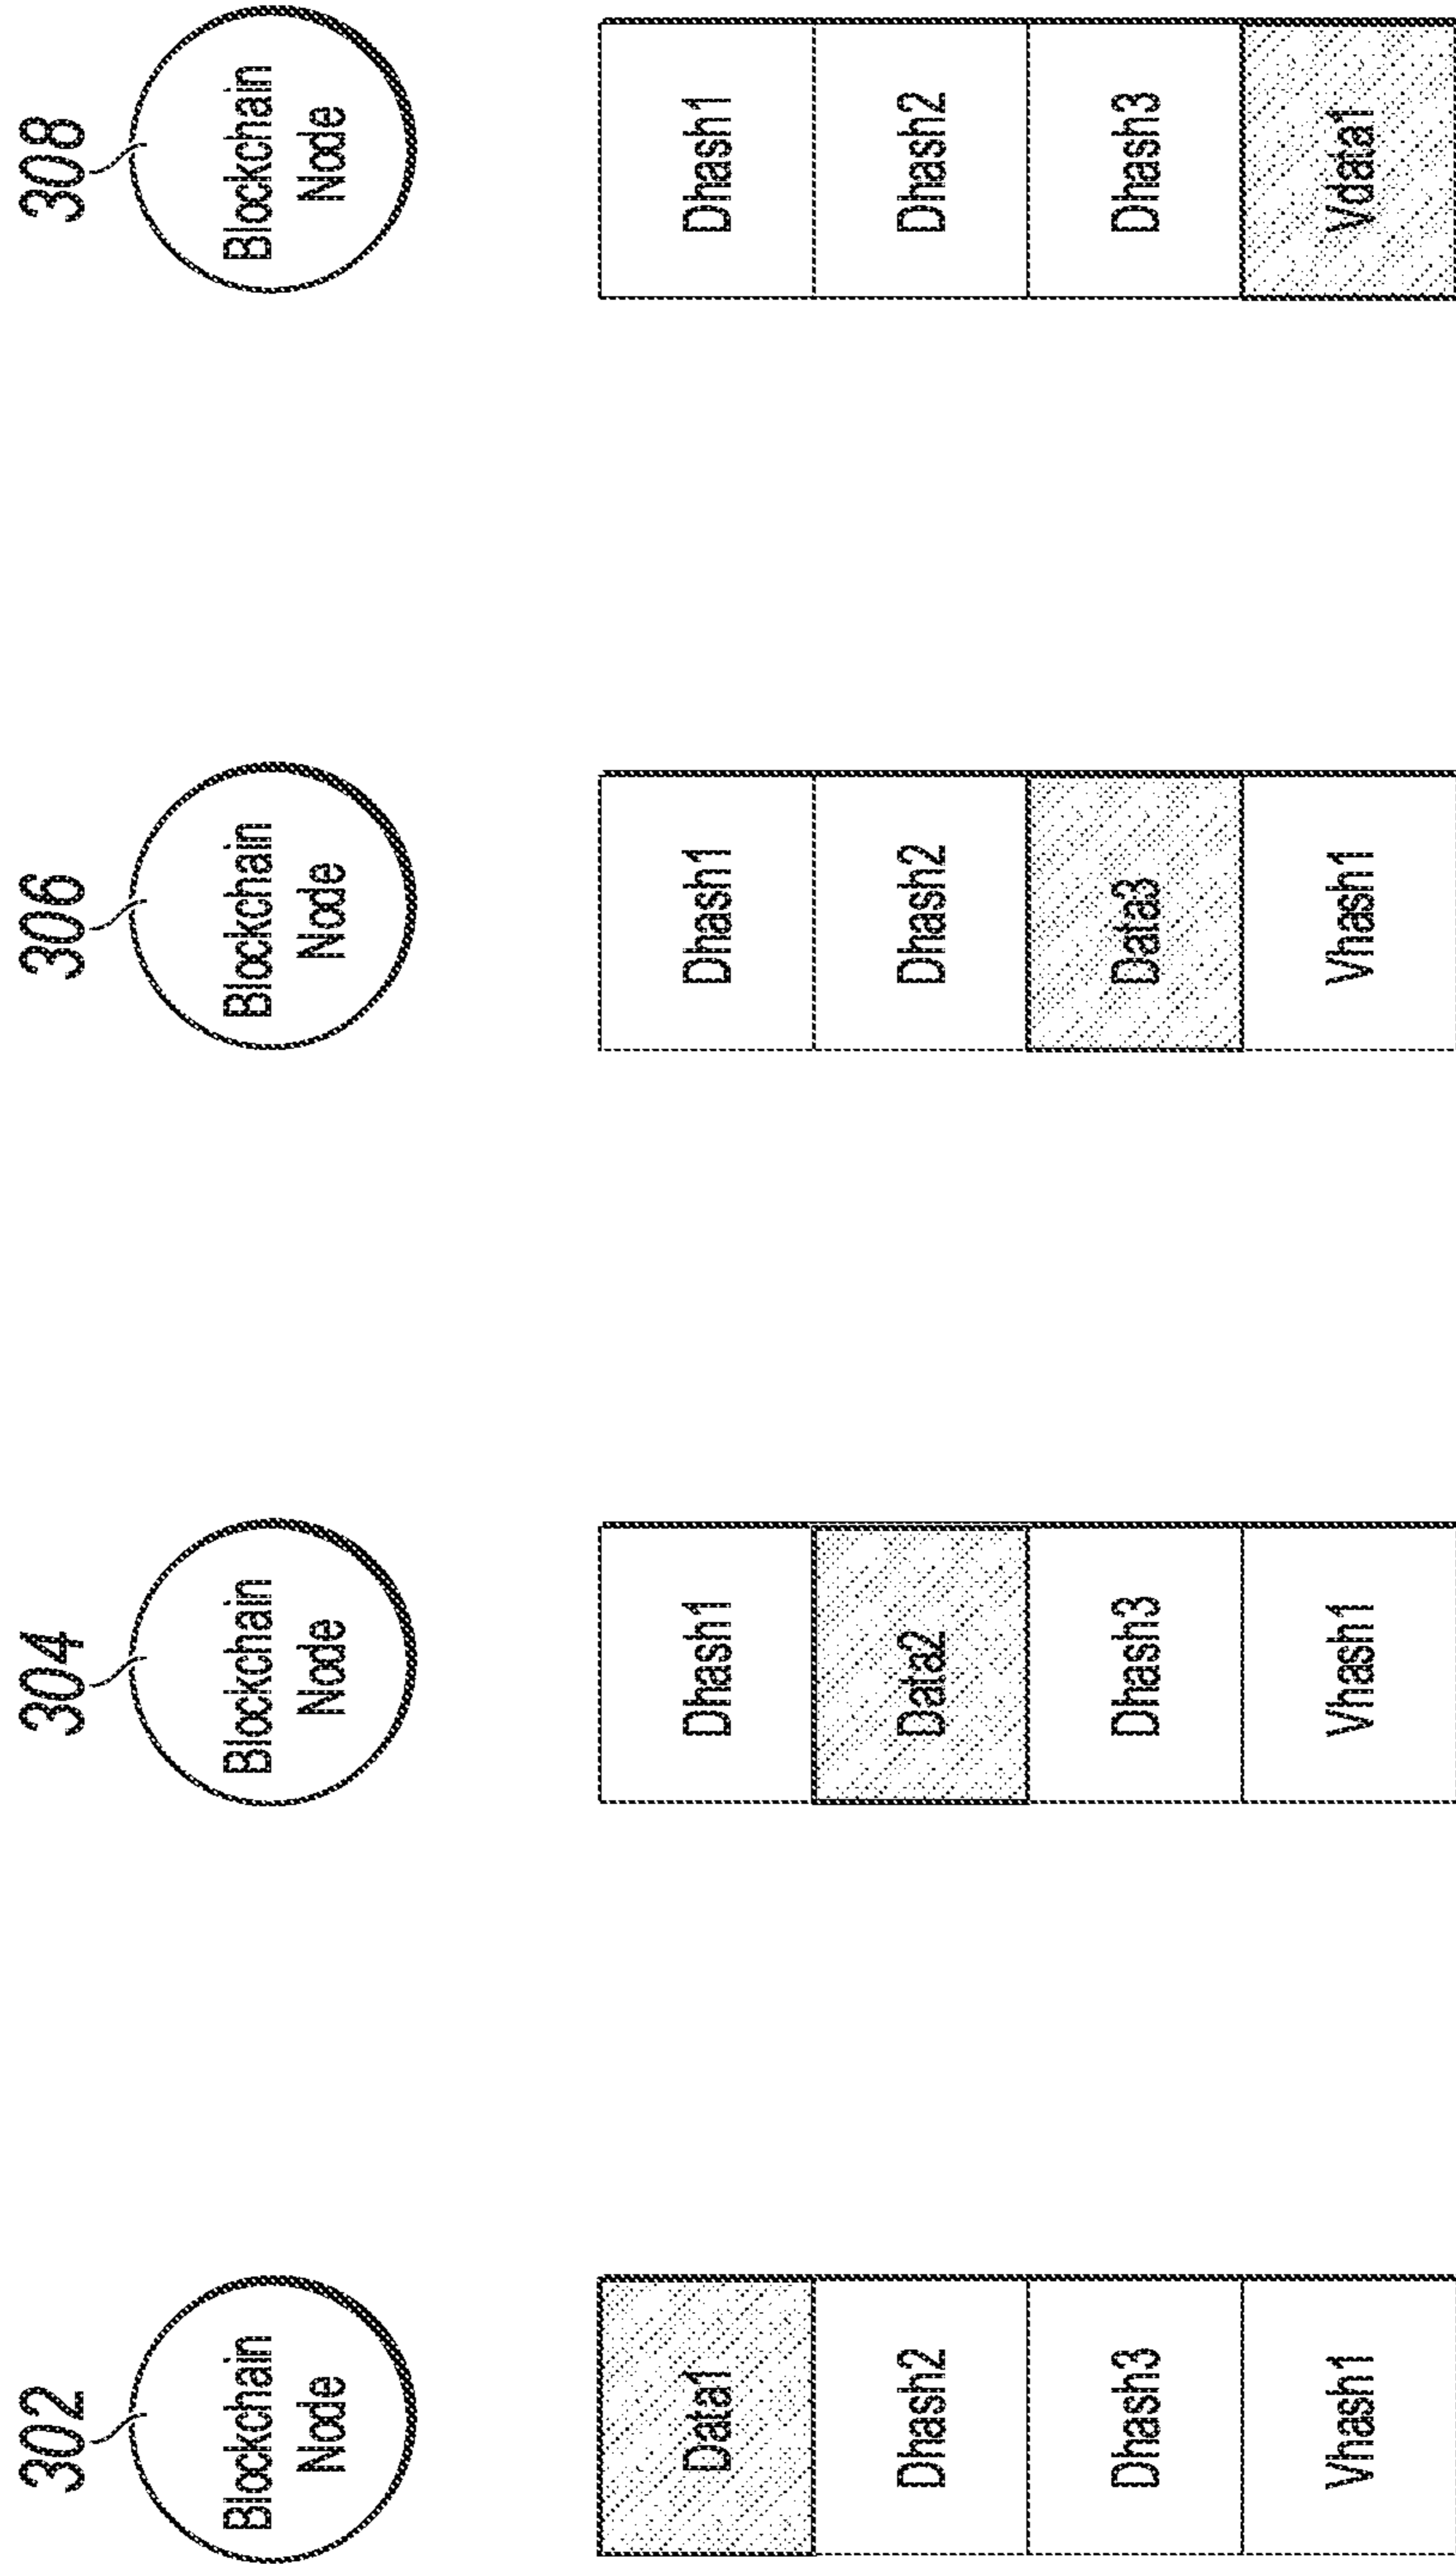 302
Blockchain
Node
Data1
Dhash2
Dhash3
Vhash1
304
Blockchain
Node
Dhash1
Data2
Dhash3
Vhash1
306
Blockchain
Node
Dhash1
Dhash2
Data3
Vhash1
308
Blockchain
Node
Dhash1
Dhash2
Dhash3
Vdata1